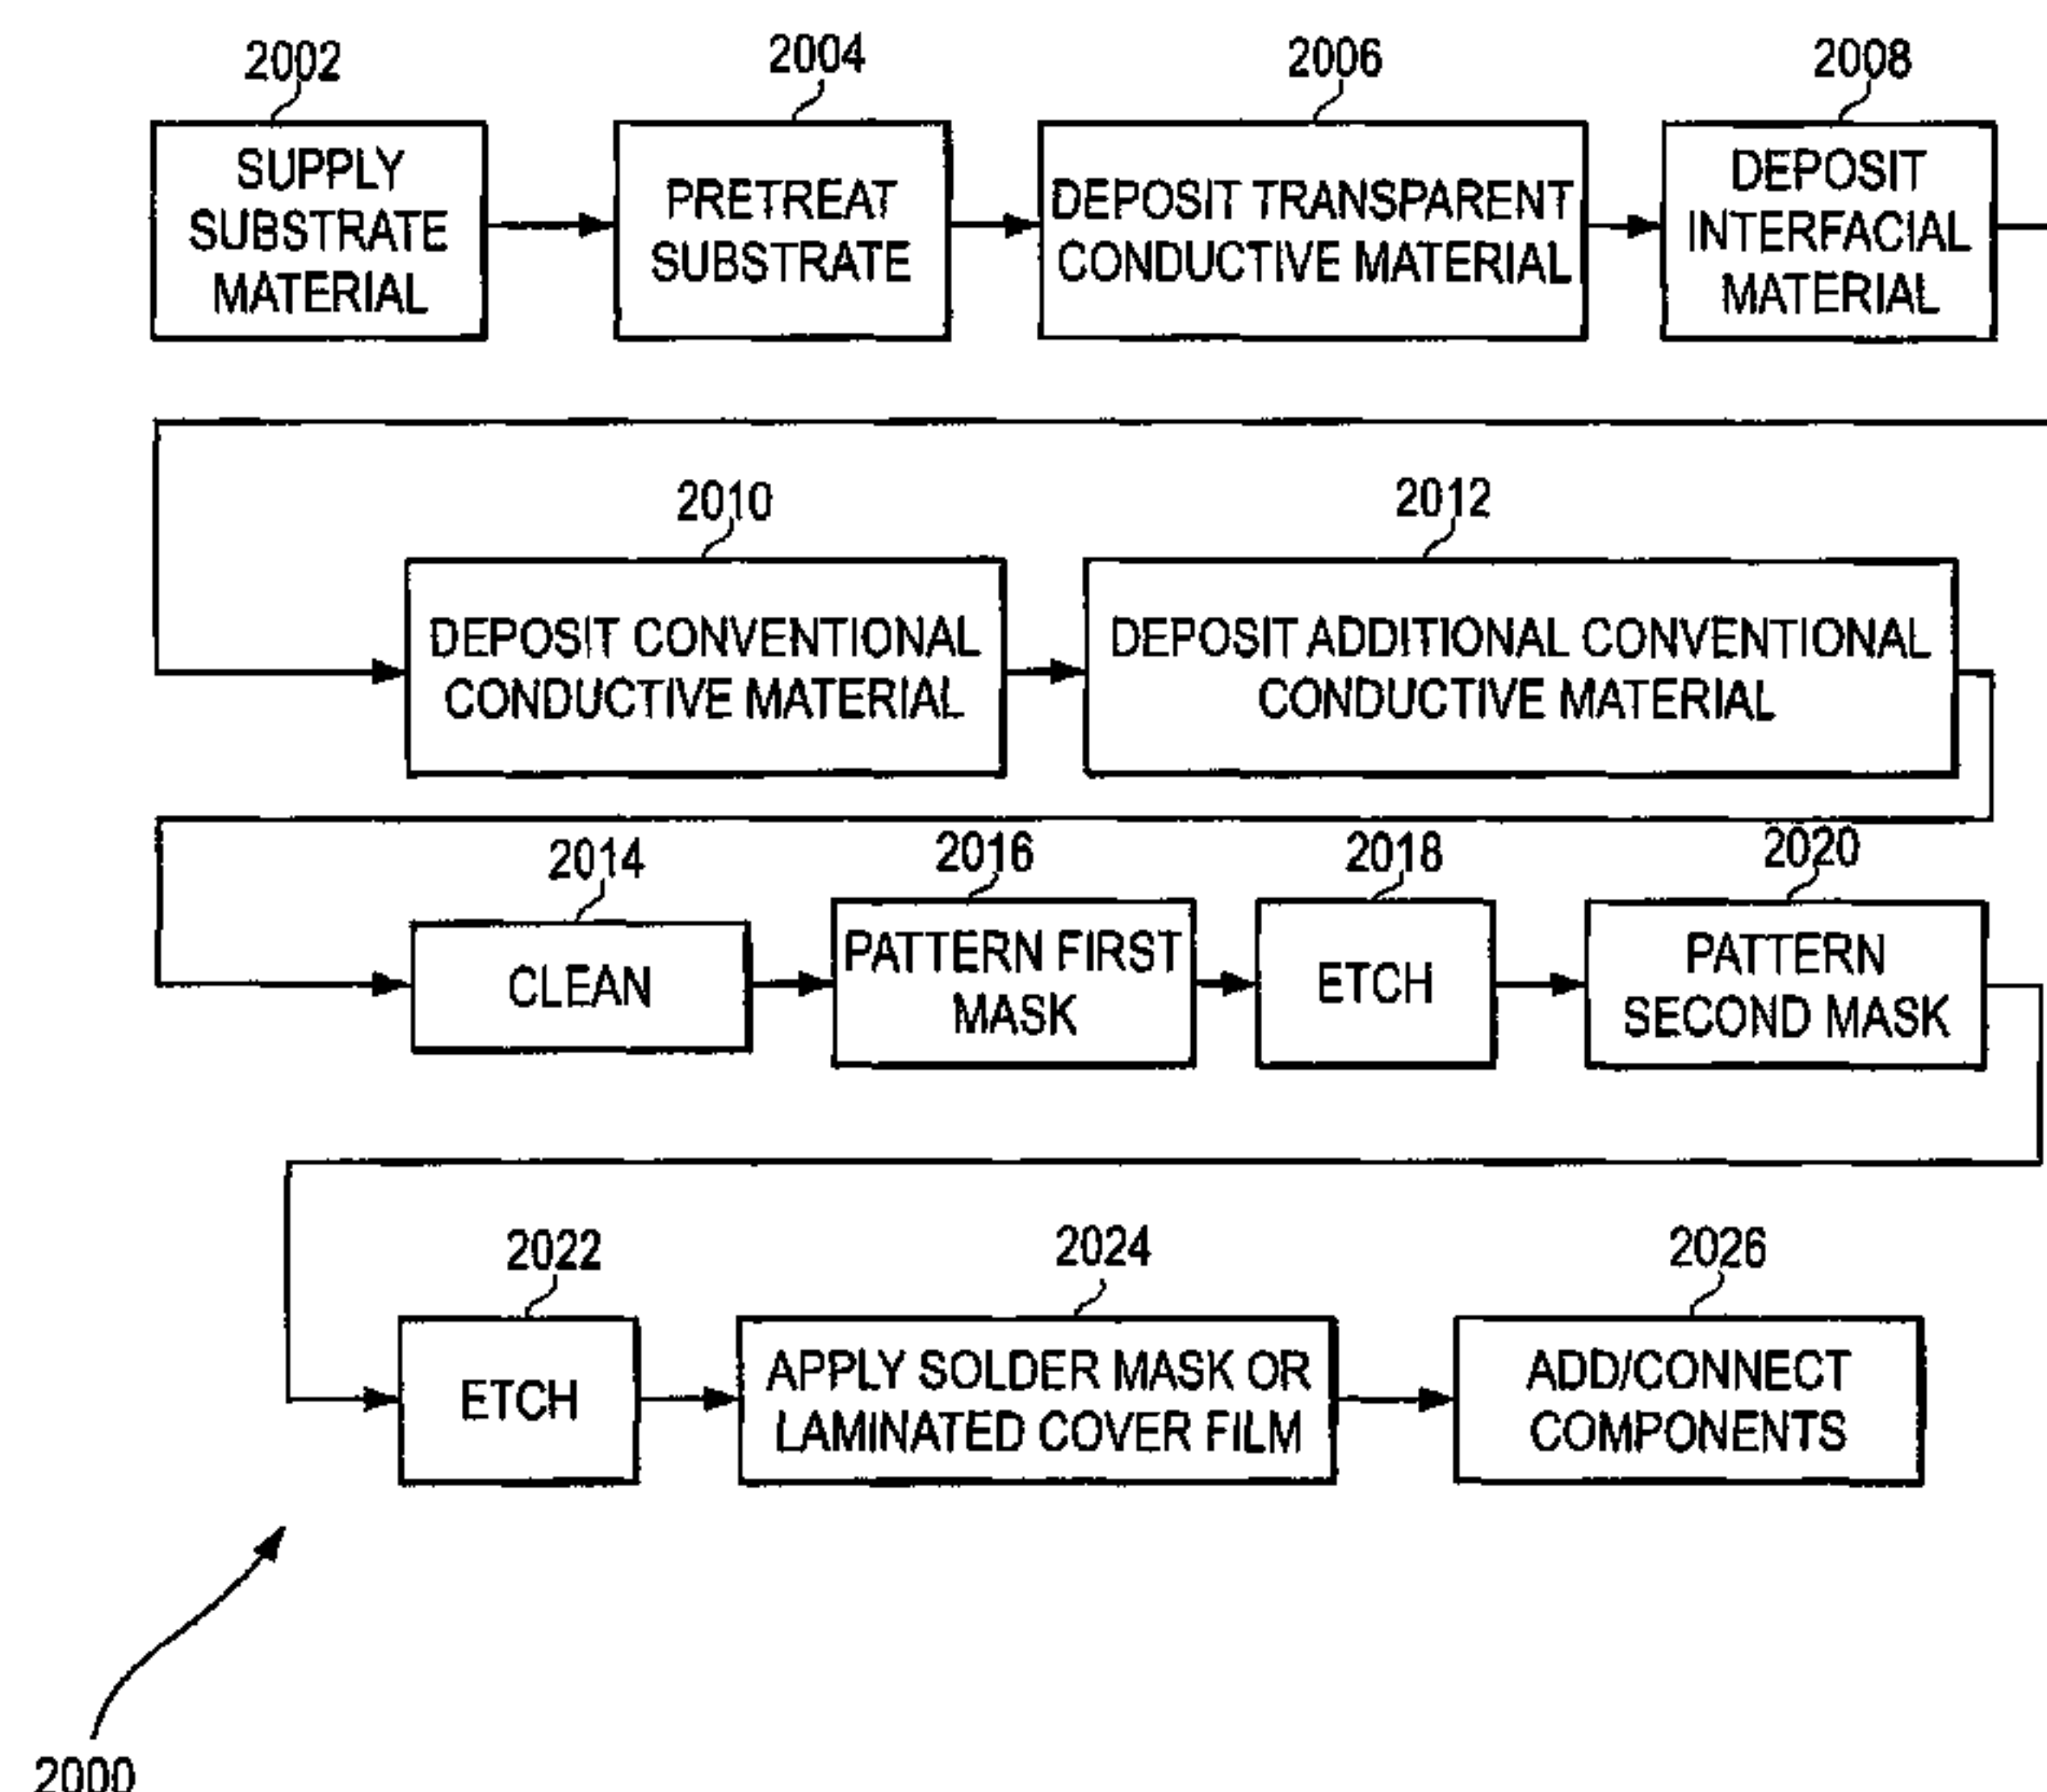 2002
SUPPLY
SUBSTRATE
MATERIAL
2004
PRETREAT
SUBSTRATE
2006
DEPOSIT TRANSPARENT
CONDUCTIVE MATERIAL
2008
DEPOSIT
INTERFACIAL
MATERIAL
2010
DEPOSIT CONVENTIONAL
CONDUCTIVE MATERIAL
2012
DEPOSIT ADDITIONAL CONVENTIONAL
CONDUCTIVE MATERIAL
2014
CLEAN
2016
PATTERN FIRST
MASK
2018
ETCH
2020
PATTERN
SECOND MASK
2022
ETCH
2024
APPLY SOLDER MASK OR
LAMINATED COVER FILM
2026
ADD/CONNECT
COMPONENTS
2000